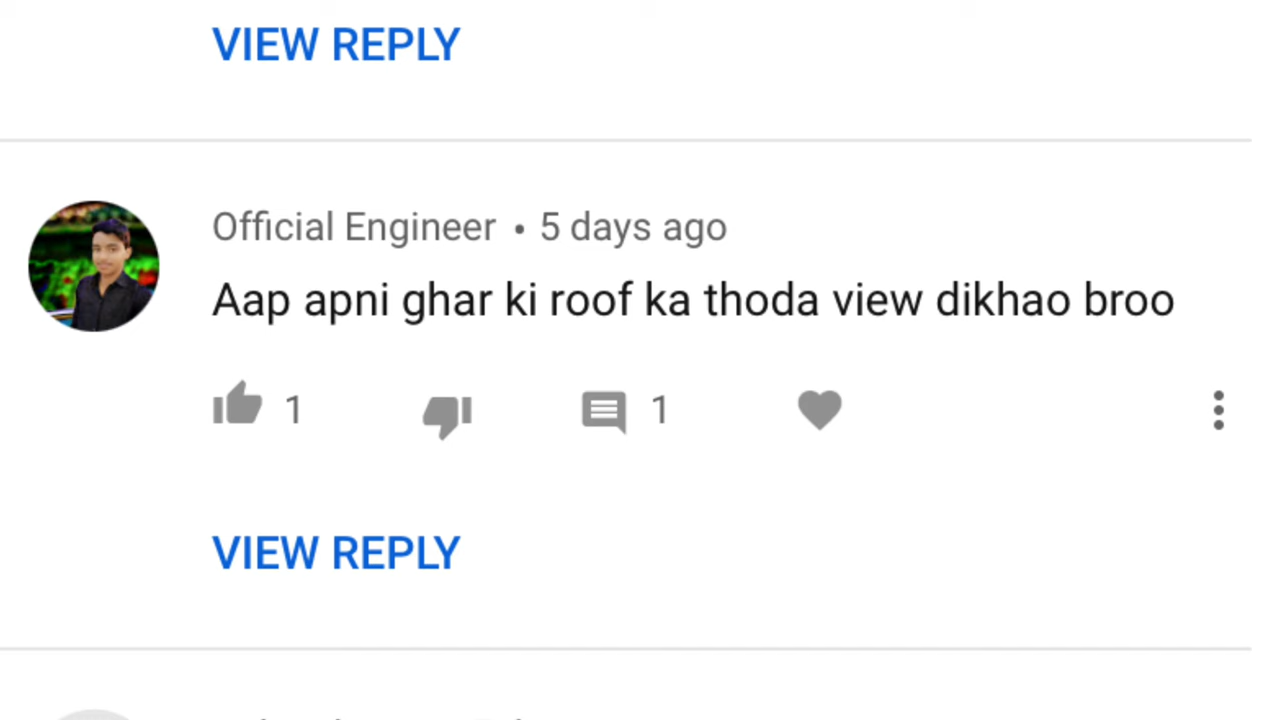 VIEW REPLY
Official Engineer • 5 days ago
Aap apni ghar ki roof ka thoda view dikhao broo
1 1
VIEW REPLY